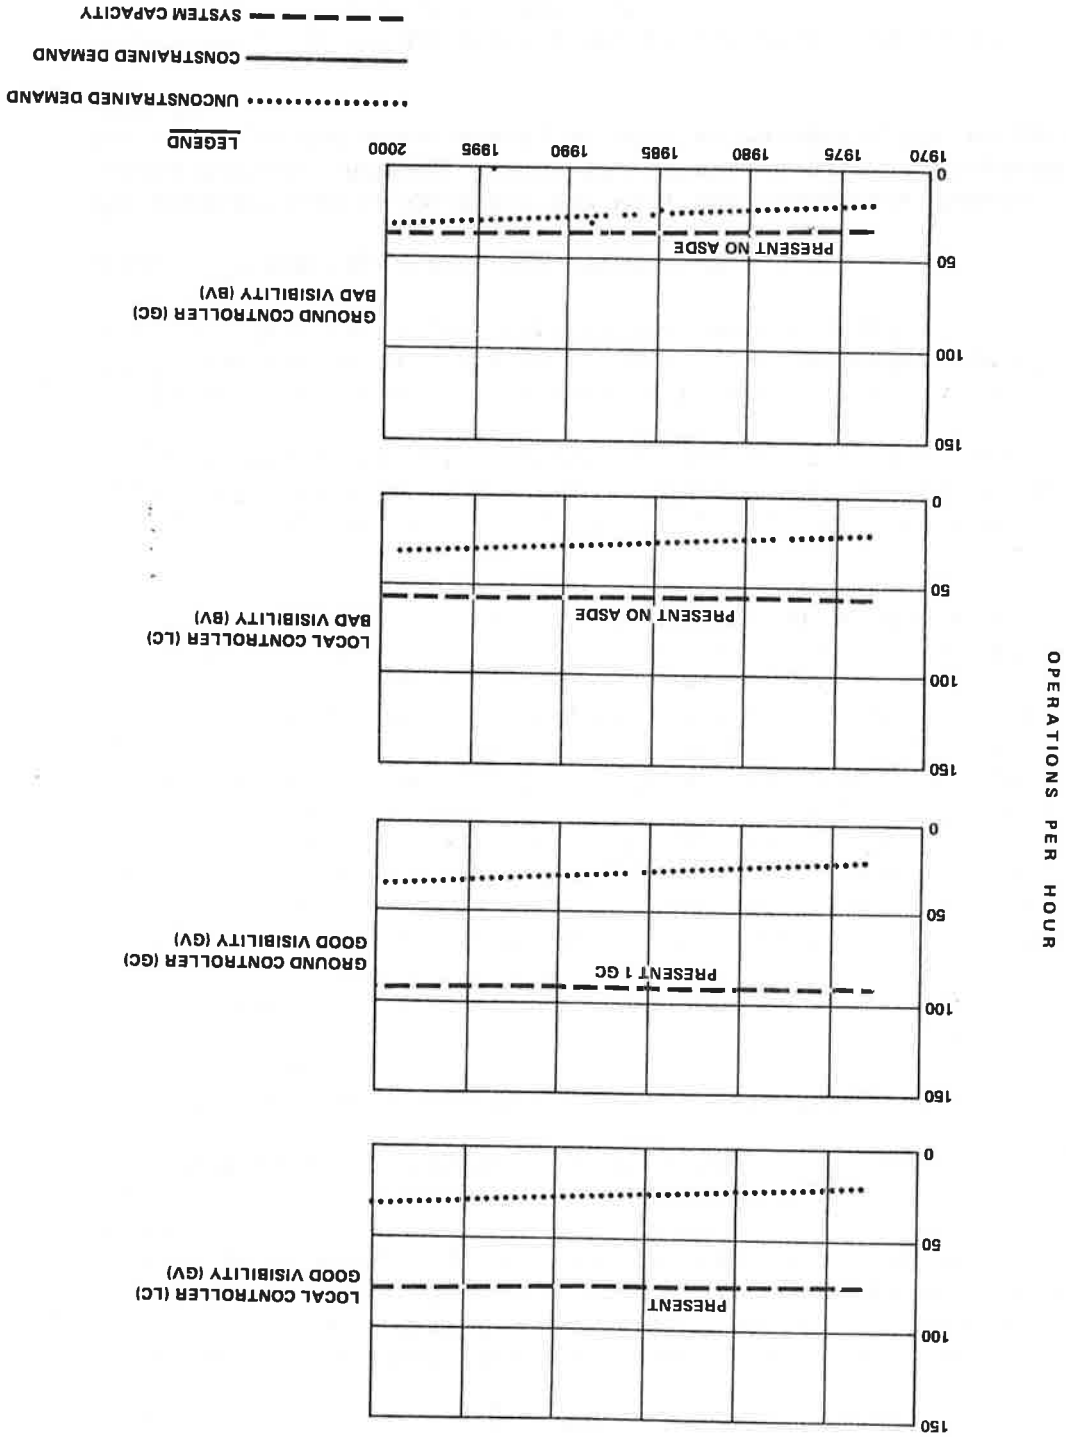 OPERATIONS PER HOUR
150
100
50
0
PRESENT
LOCAL CONTROLLER (LC)
GOOD VISIBILITY (GV)
150
100
50
0
PRESENT 1 GC
GROUND CONTROLLER (GC)
GOOD VISIBILITY (GV)
150
100
50
0
PRESENT NO ASDE
LOCAL CONTROLLER (LC)
BAD VISIBILITY (BV)
150
100
50
0
PRESENT NO ASDE
GROUND CONTROLLER (GC)
BAD VISIBILITY (BV)
1970 1975 1980 1985 1990 1995 2000
LEGEND
UNCONSTRAINED DEMAND
CONSTRAINED DEMAND
SYSTEM CAPACITY